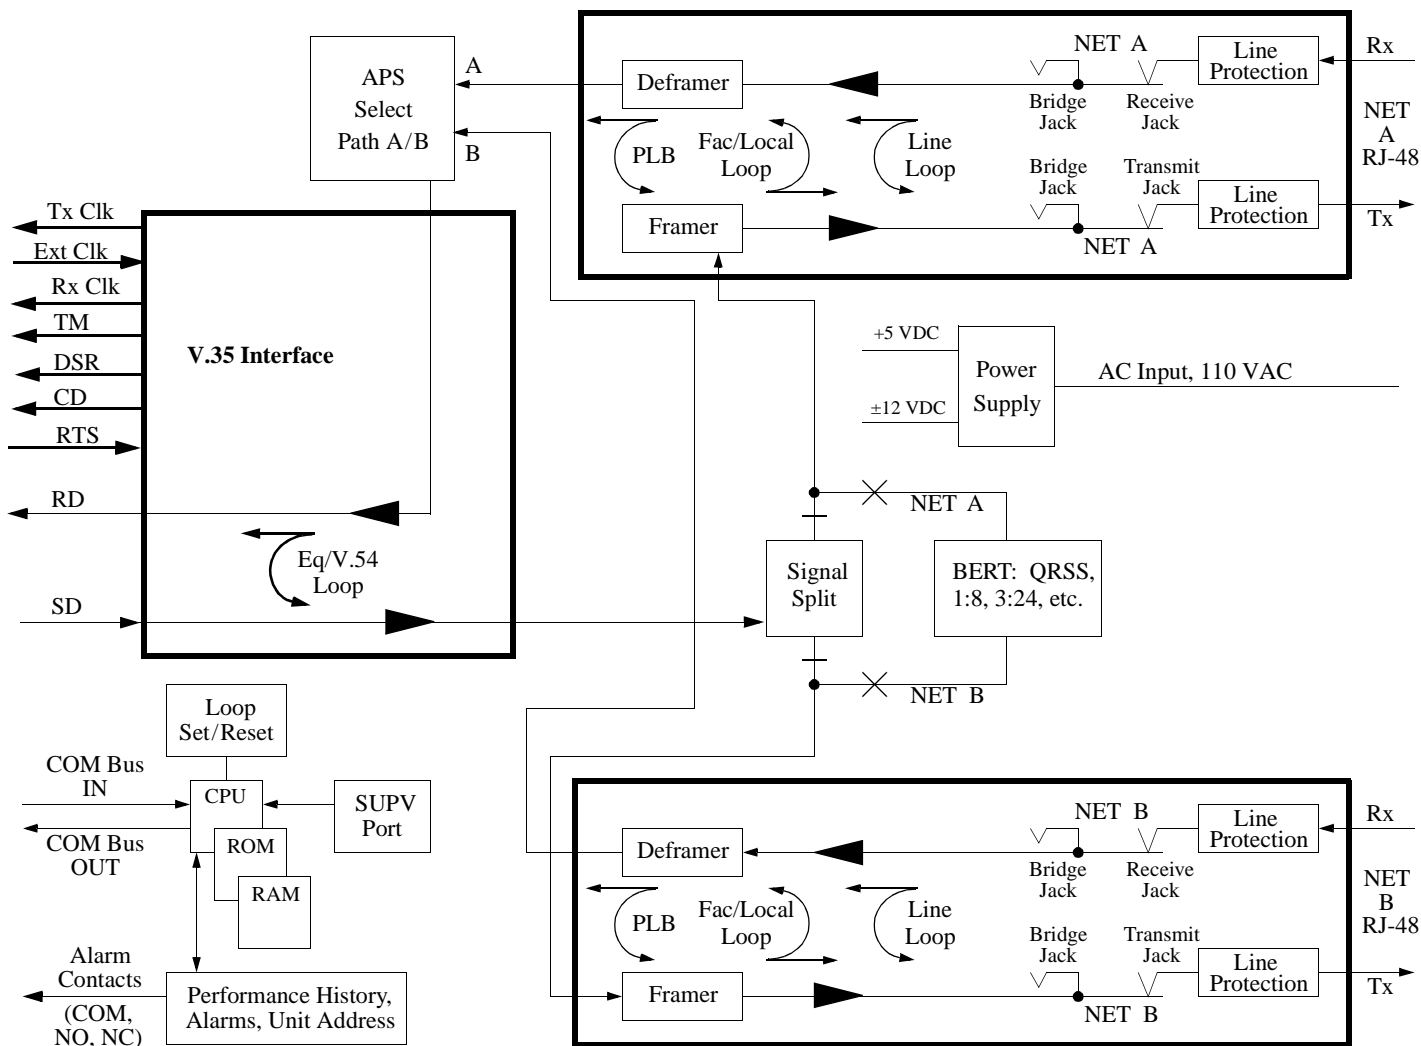 APS
Select
Path A/B
A
B
Deframer
NET A
Line
Protection
Rx
Bridge
Jack
Receive
Jack
NET
A
RJ-48
PLB
Fac/Local
Loop
Line
Loop
Bridge
Jack
Transmit
Jack
Framer
NET A
Line
Protection
Tx
Tx Clk
Ext Clk
Rx Clk
TM
DSR
CD
RTS
RD
SD
V.35 Interface
Eq/V.54
Loop
+5 VDC
±12 VDC
Power
Supply
AC Input, 110 VAC
NET A
Signal
Split
BERT: QRSS,
1:8, 3:24, etc.
NET B
Loop
Set/Reset
COM Bus
IN
COM Bus
OUT
CPU
ROM
RAM
SUPV
Port
Alarm
Contacts
(COM,
NO, NC)
Performance History,
Alarms, Unit Address
Deframer
NET B
Line
Protection
Rx
Bridge
Jack
Receive
Jack
NET
B
RJ-48
PLB
Fac/Local
Loop
Line
Loop
Bridge
Jack
Transmit
Jack
Framer
NET B
Line
Protection
Tx